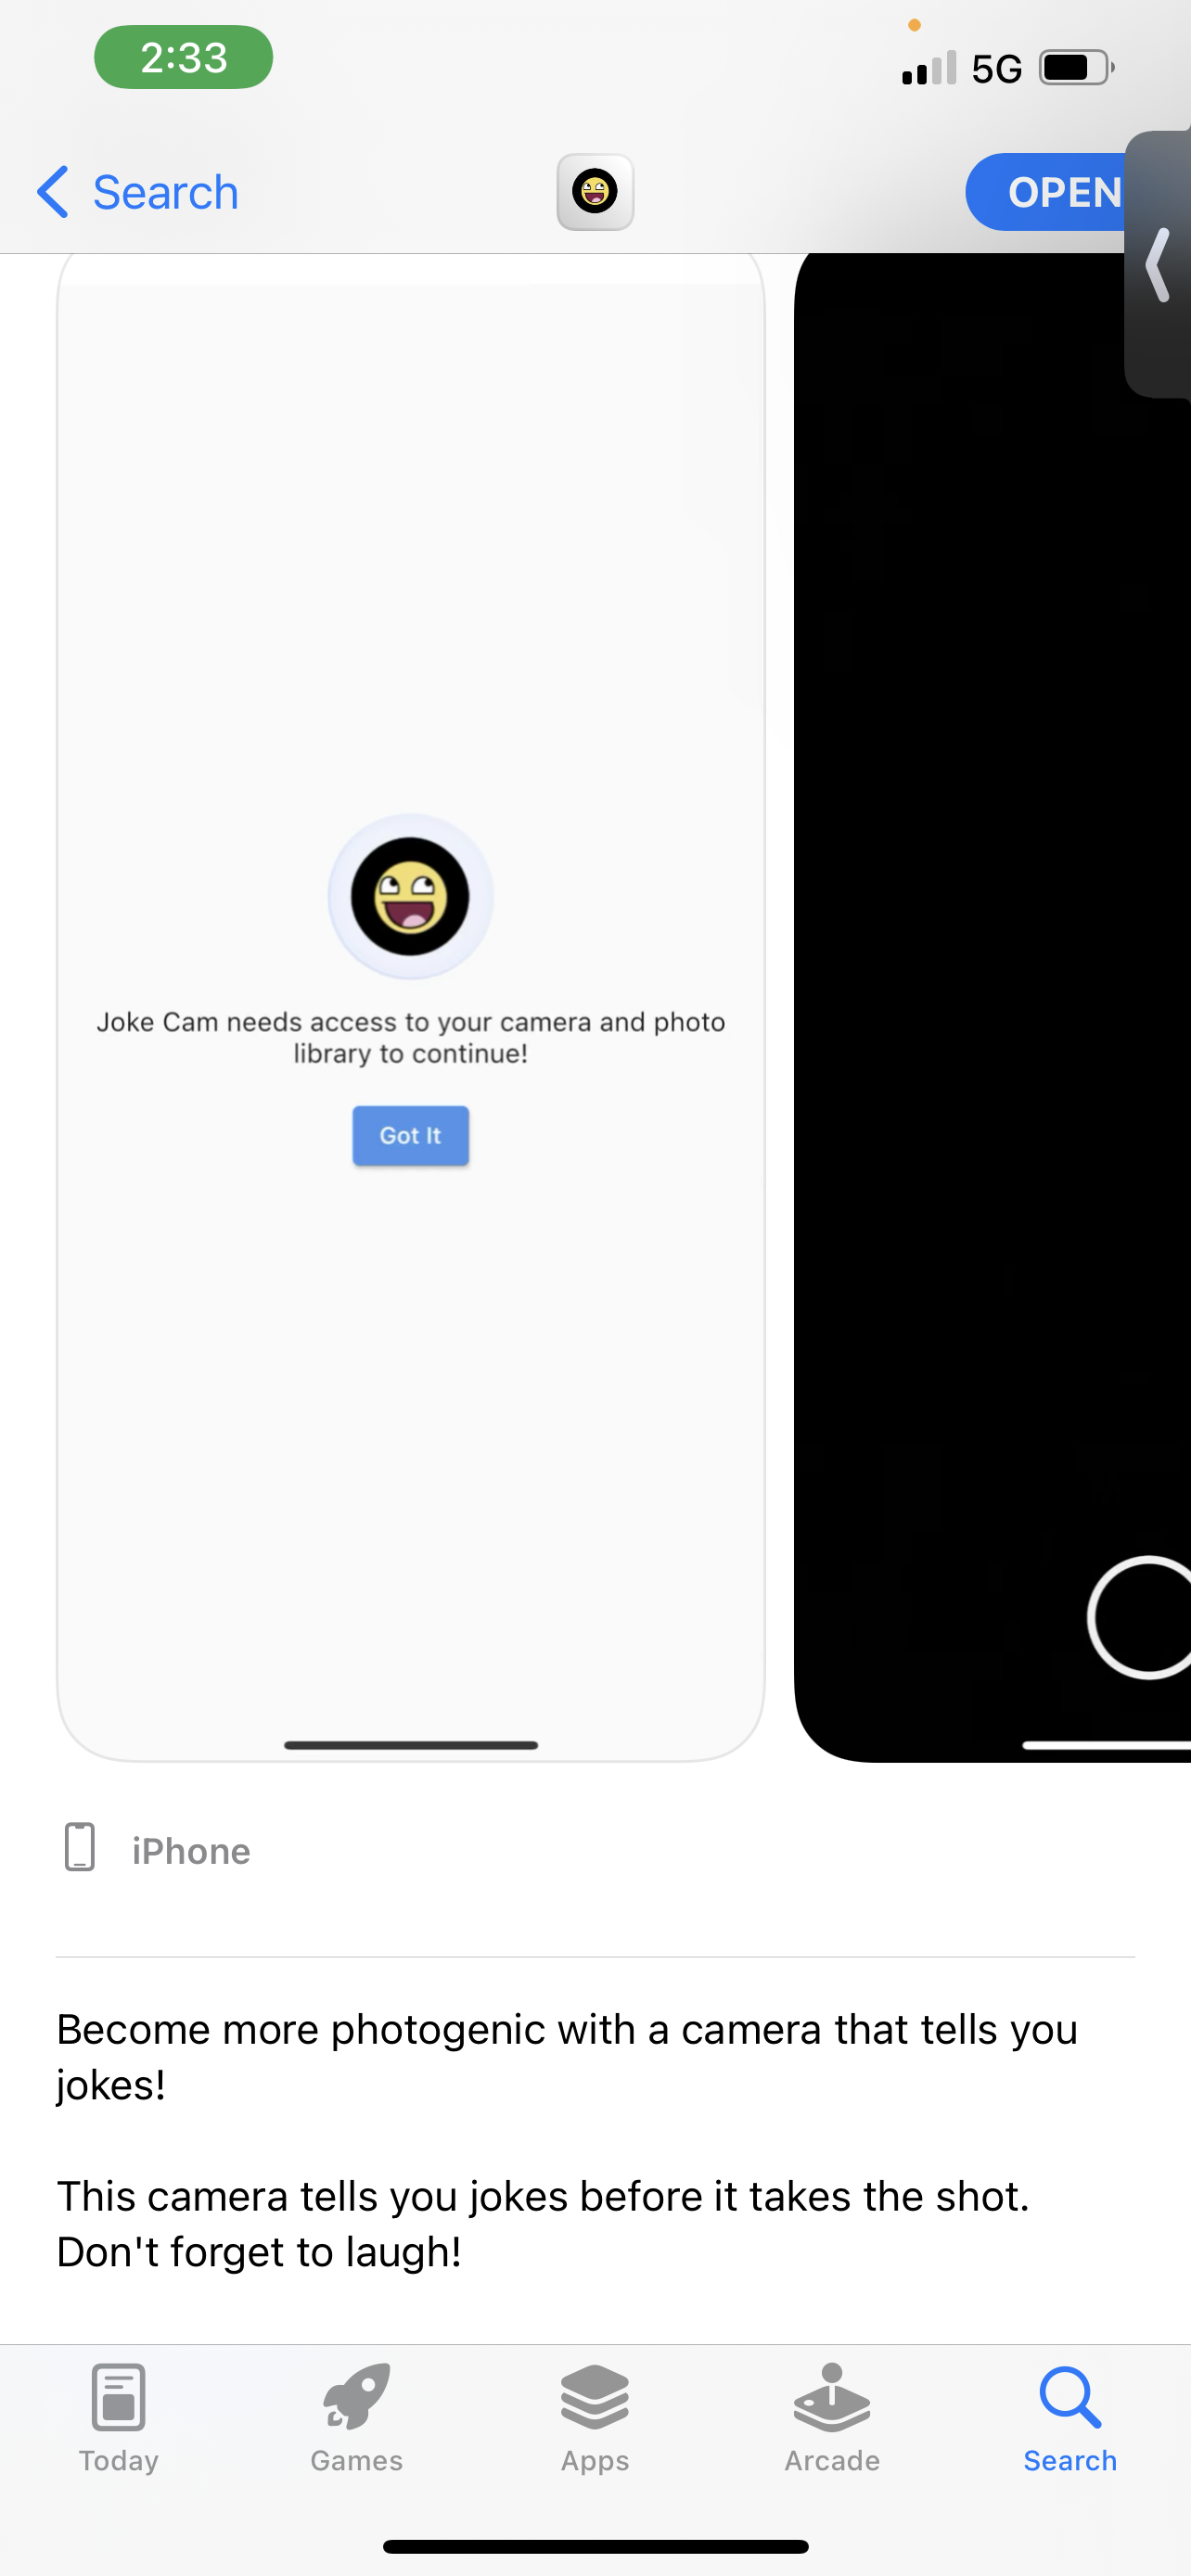 2:33
5G
Search
OPEN
Joke Cam needs access to your camera and photo
library to continue!
Got It
iPhone
Become more photogenic with a camera that tells you
jokes!
This camera tells you jokes before it takes the shot.
Don't forget to laugh!
Today
Games
Apps
Arcade
Search